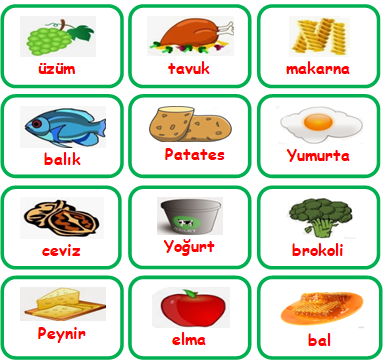 üzüm
tavuk
makarna
balık
Patates
Yumurta
ceviz
Yoğurt
brokoli
Peynir
elma
bal